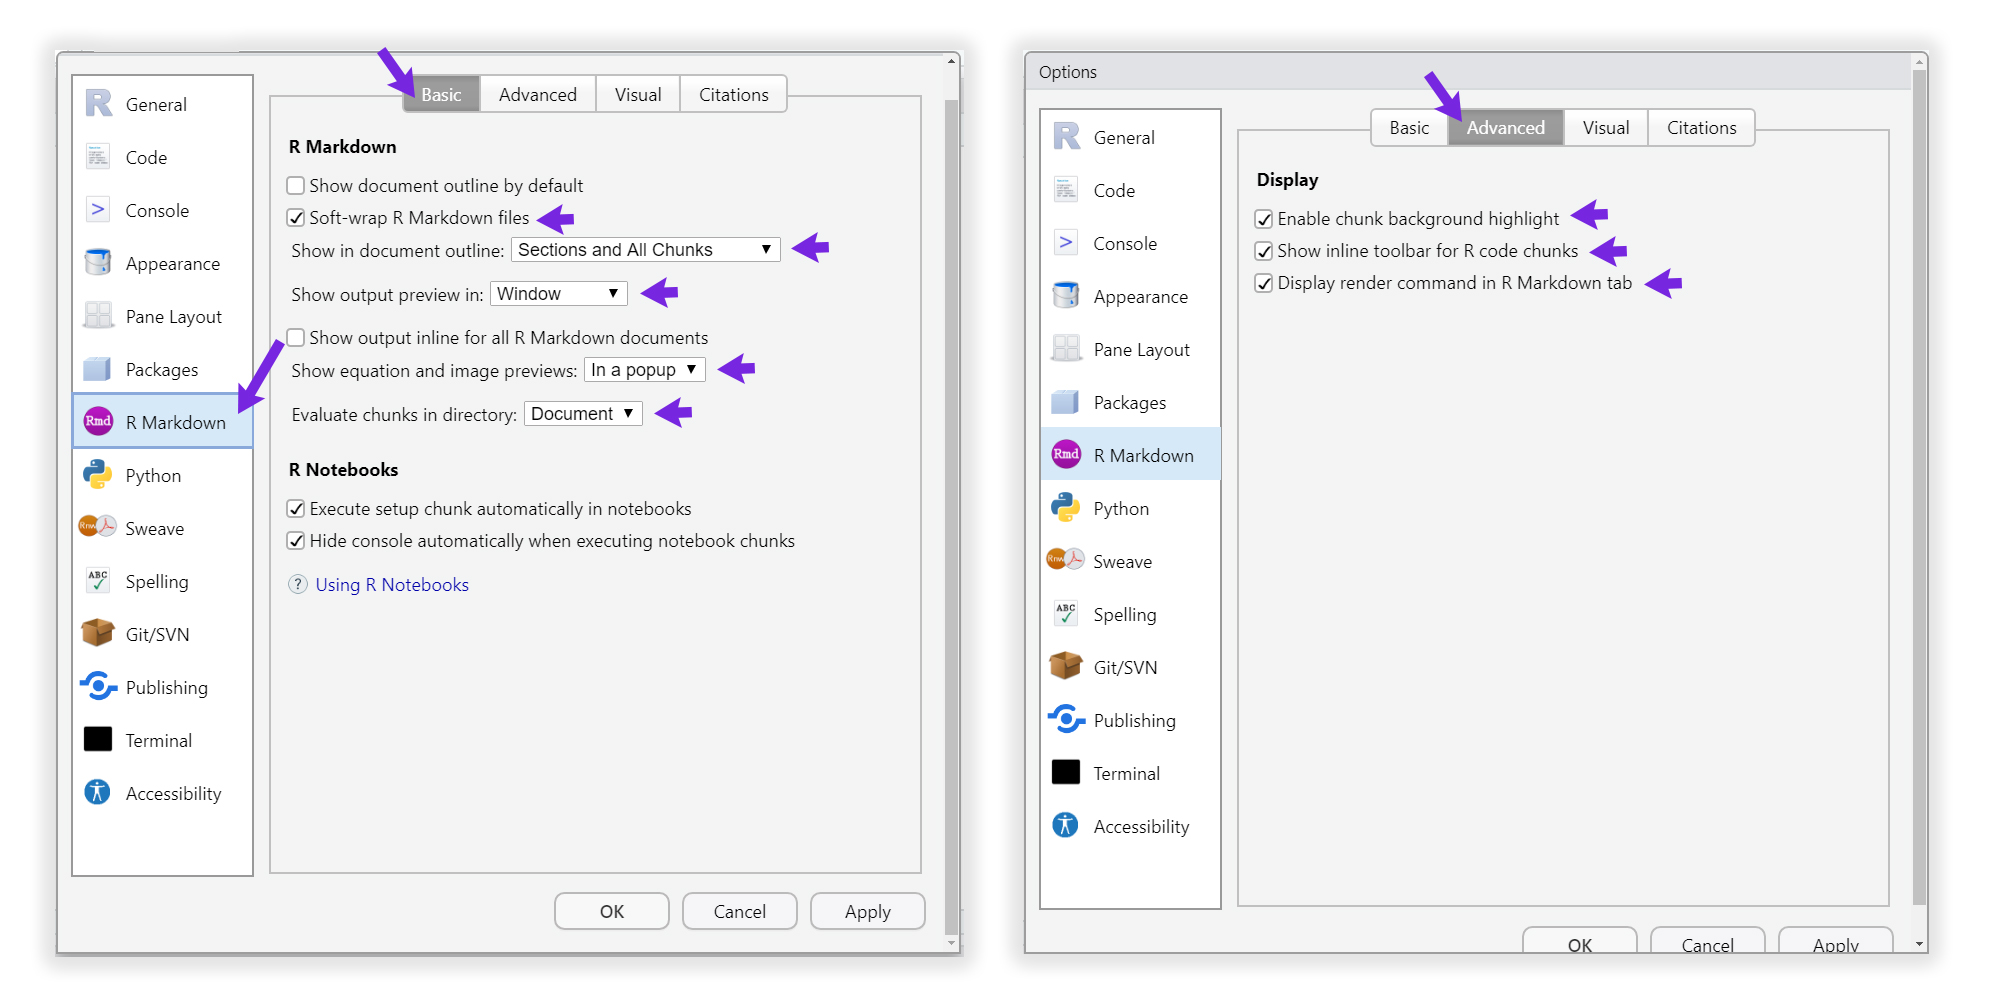 General
Code
Console
Appearance
Pane Layout
Packages
Rmd R Markdown
Python
Rnw Sweave
ABC Spelling
Git/SVN
Publishing
Terminal
Accessibility
Basic Advanced Visual Citations
R Markdown
Show document outline by default
Soft-wrap R Markdown files
Show in document outline: Sections and All Chunks
Show output preview in: Window
Show output inline for all R Markdown documents
Show equation and image previews: In a popup
Evaluate chunks in directory: Document
R Notebooks
Execute setup chunk automatically in notebooks
Hide console automatically when executing notebook chunks
? Using R Notebooks
OK Cancel Apply
Options
General
Code
Console
Appearance
Pane Layout
Packages
Rmd R Markdown
Python
Rnw Sweave
ABC Spelling
Git/SVN
Publishing
Terminal
Accessibility
Basic Advanced Visual Citations
Display
Enable chunk background highlight
Show inline toolbar for R code chunks
Display render command in R Markdown tab
OK Cancel Apply